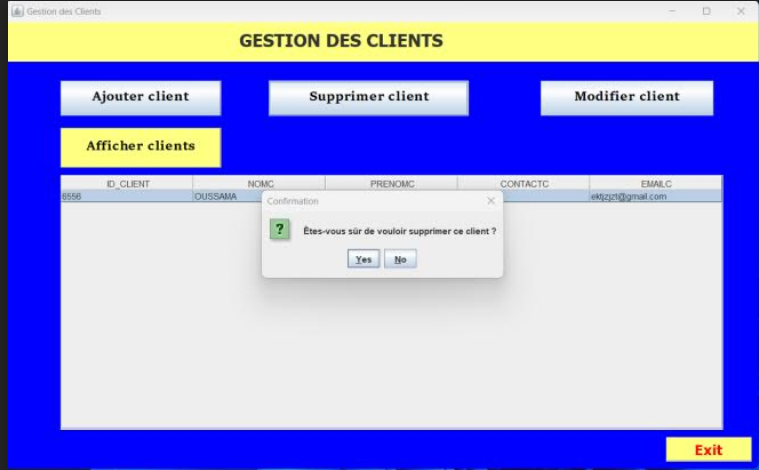 Gestion des Clients
GESTION DES CLIENTS
Ajouter client Supprimer client Modifier client
Afficher clients
ID_CLIENT NOMC PRENOMC CONTACTC EMAILC
6556 OUSSAMA ektjzjzt@gmail.com
Confirmation
Êtes-vous sûr de vouloir supprimer ce client ?
Yes No
Exit